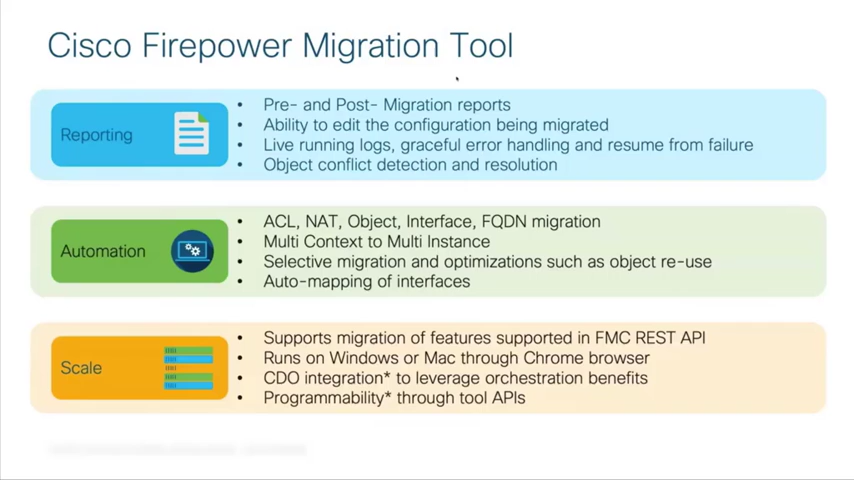 Cisco Firepower Migration Tool
Reporting
• Pre- and Post- Migration reports
• Ability to edit the configuration being migrated
• Live running logs, graceful error handling and resume from failure
• Object conflict detection and resolution
Automation
• ACL, NAT, Object, Interface, FQDN migration
• Multi Context to Multi Instance
• Selective migration and optimizations such as object re-use
• Auto-mapping of interfaces
Scale
• Supports migration of features supported in FMC REST API
• Runs on Windows or Mac through Chrome browser
• CDO integration* to leverage orchestration benefits
• Programmability* through tool APIs